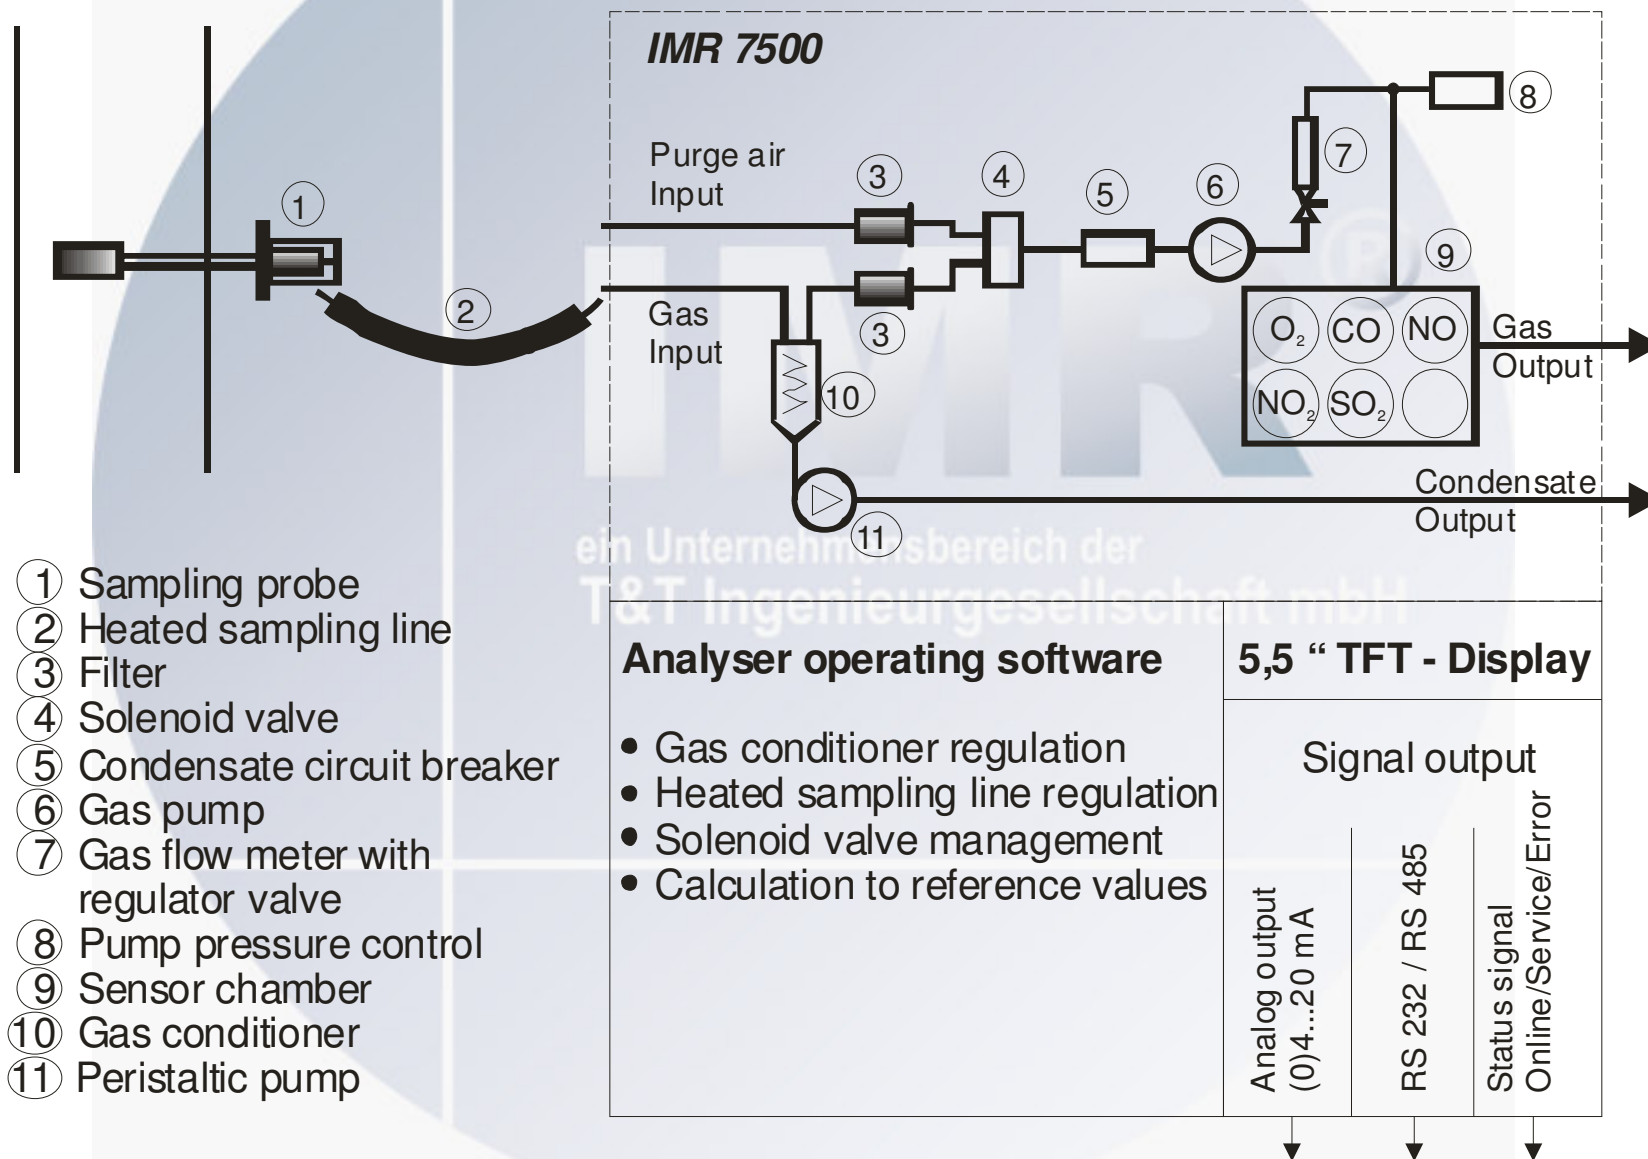 IMR 7500
8
Purge air
Input
3
4
5
6
7
1
9
2
Gas
Input
3
O₂ CO NO
NO₂ SO₂
Gas
Output
10
Condensate
Output
11
IMR®
ein Unternehmensbereich der
T&T Ingenieurgesellschaft mbH
1 Sampling probe
2 Heated sampling line
3 Filter
4 Solenoid valve
5 Condensate circuit breaker
6 Gas pump
7 Gas flow meter with
regulator valve
8 Pump pressure control
9 Sensor chamber
10 Gas conditioner
11 Peristaltic pump
Analyser operating software
• Gas conditioner regulation
• Heated sampling line regulation
• Solenoid valve management
• Calculation to reference values
5,5 “ TFT - Display
Signal output
Analog output
(0)4...20 mA
RS 232 / RS 485
Status signal
Online/Service/Error